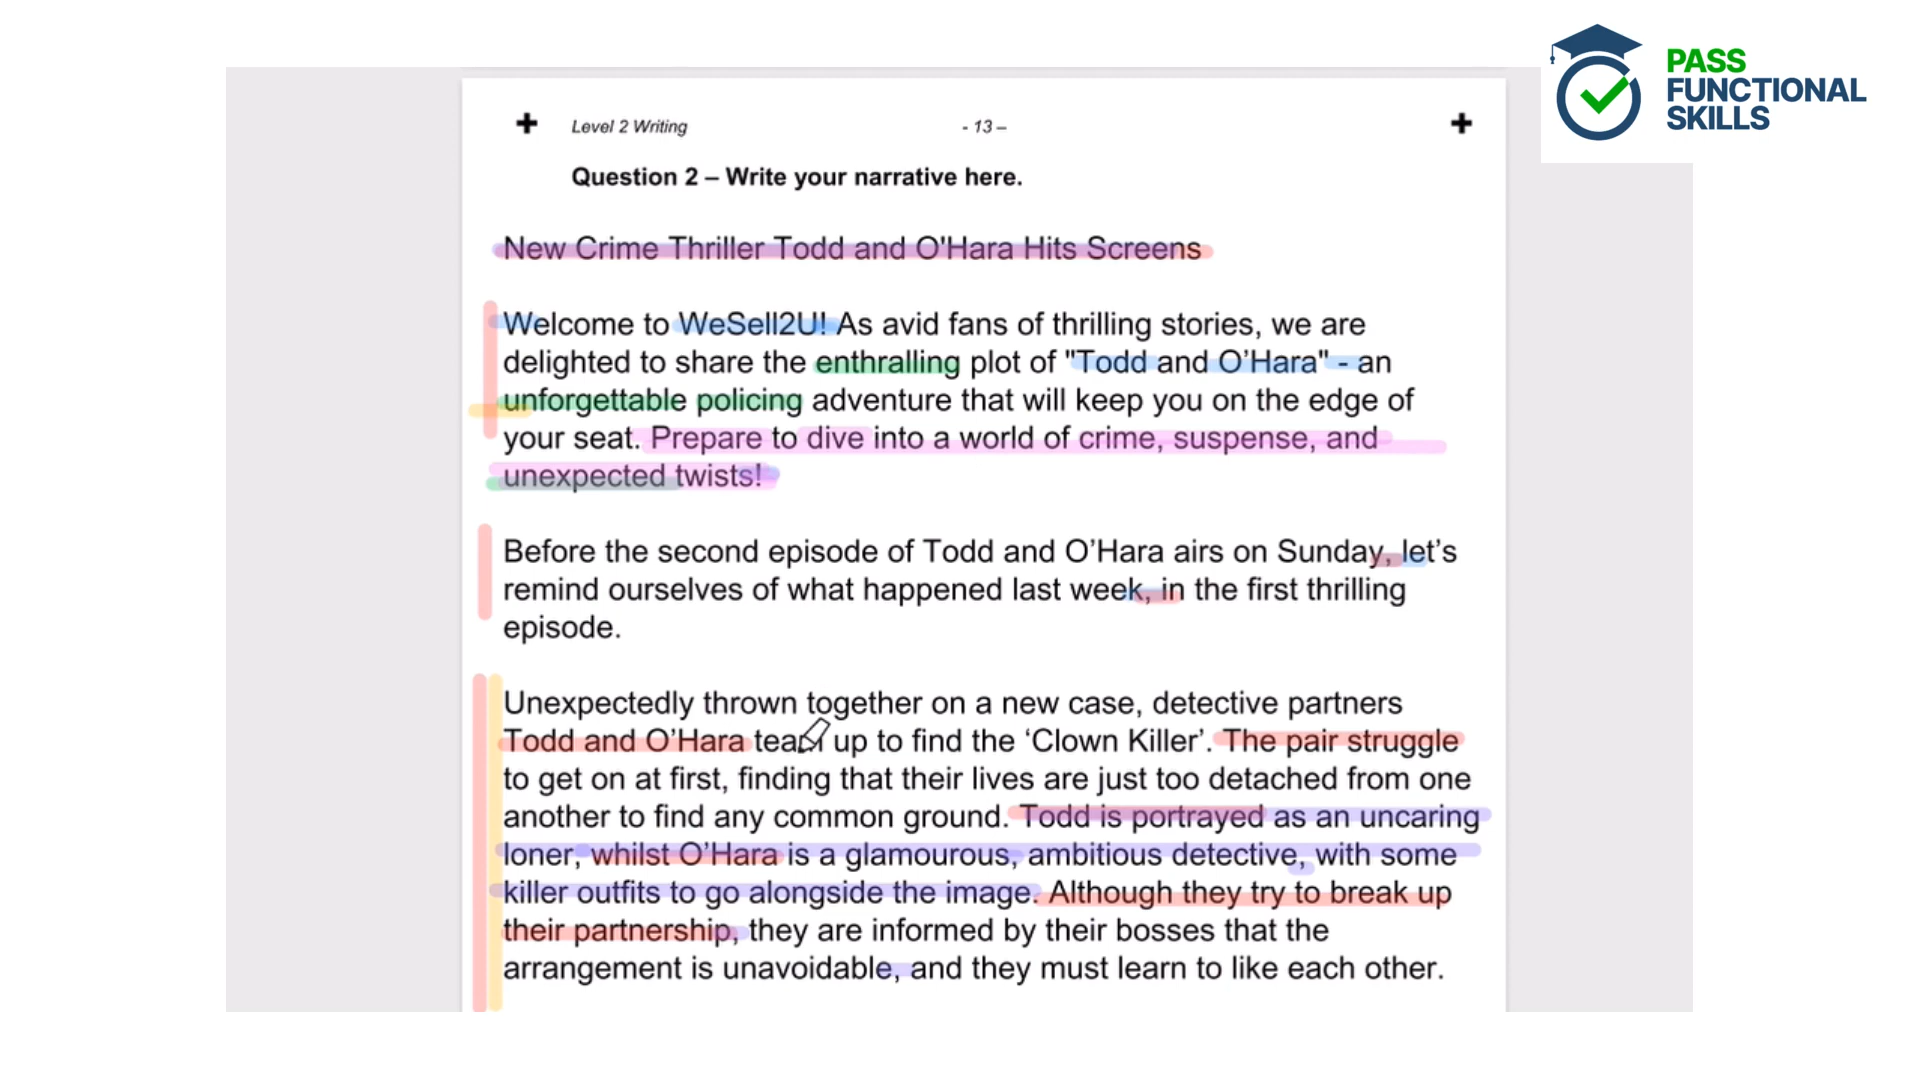 PASS
FUNCTIONAL
SKILLS
Level 2 Writing - 13 –
Question 2 – Write your narrative here.
New Crime Thriller Todd and O'Hara Hits Screens
Welcome to WeSell2U! As avid fans of thrilling stories, we are
delighted to share the enthralling plot of "Todd and O’Hara" - an
unforgettable policing adventure that will keep you on the edge of
your seat. Prepare to dive into a world of crime, suspense, and
unexpected twists!
Before the second episode of Todd and O’Hara airs on Sunday, let’s
remind ourselves of what happened last week, in the first thrilling
episode.
Unexpectedly thrown together on a new case, detective partners
Todd and O’Hara team up to find the ‘Clown Killer’. The pair struggle
to get on at first, finding that their lives are just too detached from one
another to find any common ground. Todd is portrayed as an uncaring
loner, whilst O’Hara is a glamourous, ambitious detective, with some
killer outfits to go alongside the image. Although they try to break up
their partnership, they are informed by their bosses that the
arrangement is unavoidable, and they must learn to like each other.